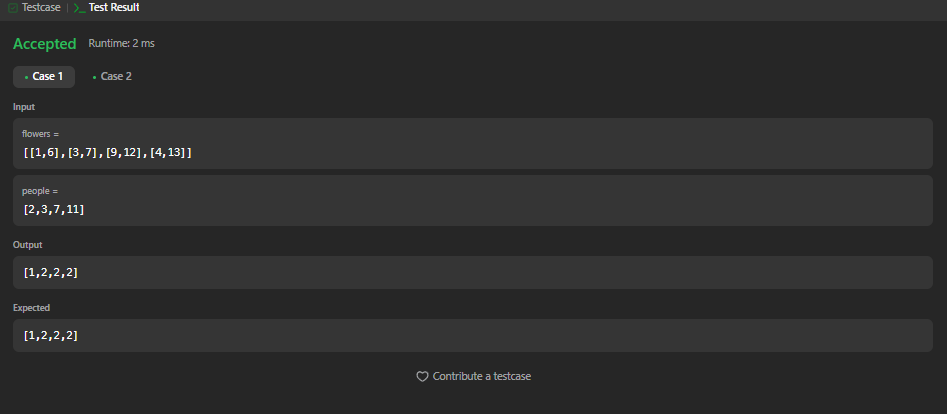 Testcase | >_ Test Result
Accepted Runtime: 2 ms
• Case 1 • Case 2
Input
flowers =
[[1,6],[3,7],[9,12],[4,13]]
people =
[2,3,7,11]
Output
[1,2,2,2]
Expected
[1,2,2,2]
Contribute a testcase